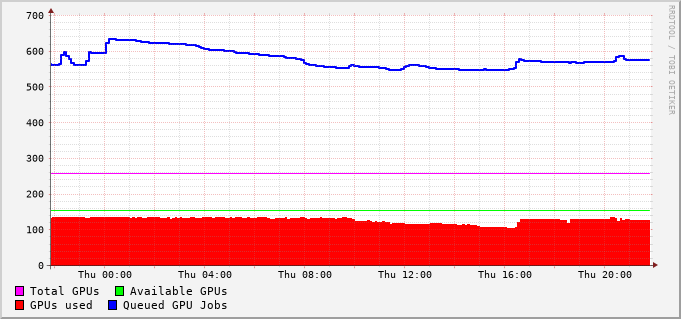 700
600
500
400
300
200
100
0
Thu 00:00 Thu 04:00 Thu 08:00 Thu 12:00 Thu 16:00 Thu 20:00
Total GPUs Available GPUs
GPUs used Queued GPU Jobs
RRDTOOL / TOBI OETIKER